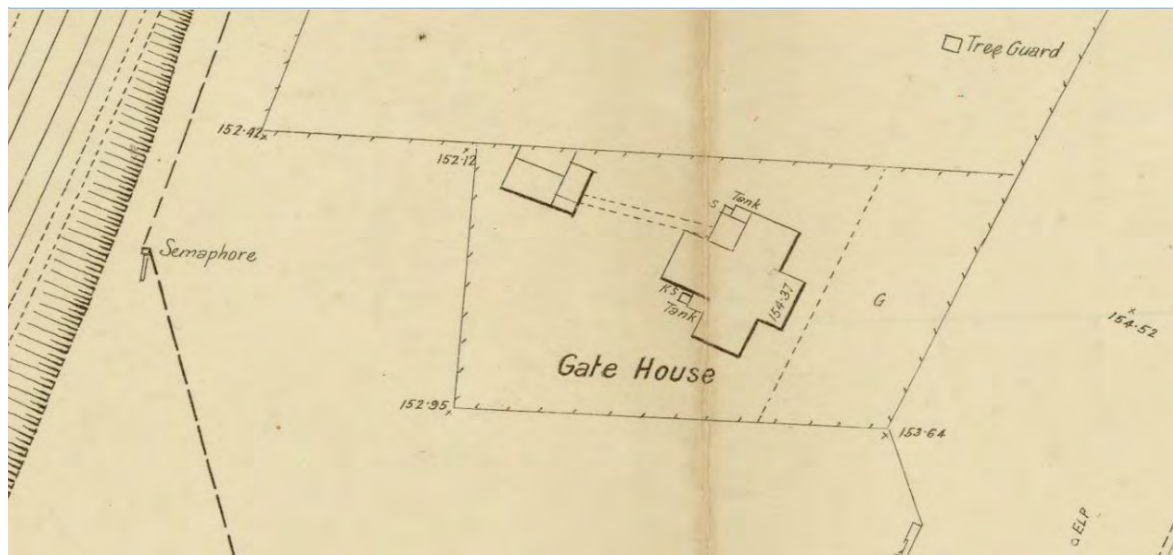 Tree Guard
152·42
152·12
S
Tank
Semaphore
KS
Tank
154·37
G
154·52
Gate House
152·95
153·64
ELP